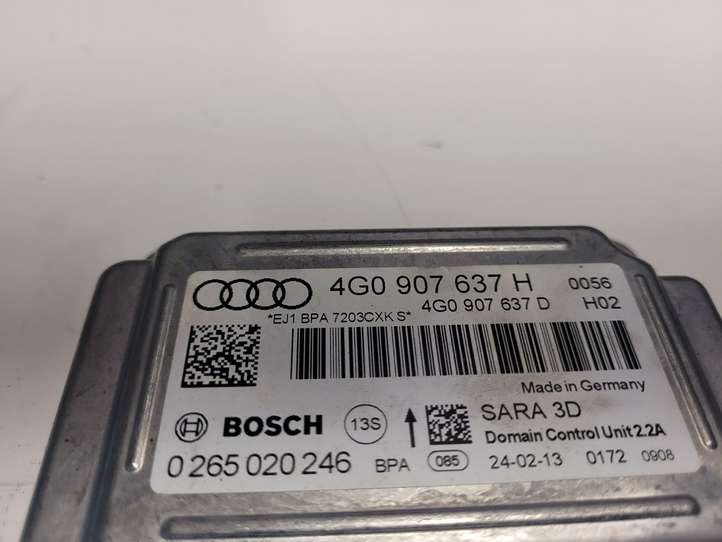 4G0 907 637 H 0056
4G0 907 637 D H02
*EJ1 BPA 7203CXK S*
Made in Germany
BOSCH 13S SARA 3D
Domain Control Unit 2.2A
0 265 020 246 BPA 085 24-02-13 0172 0908